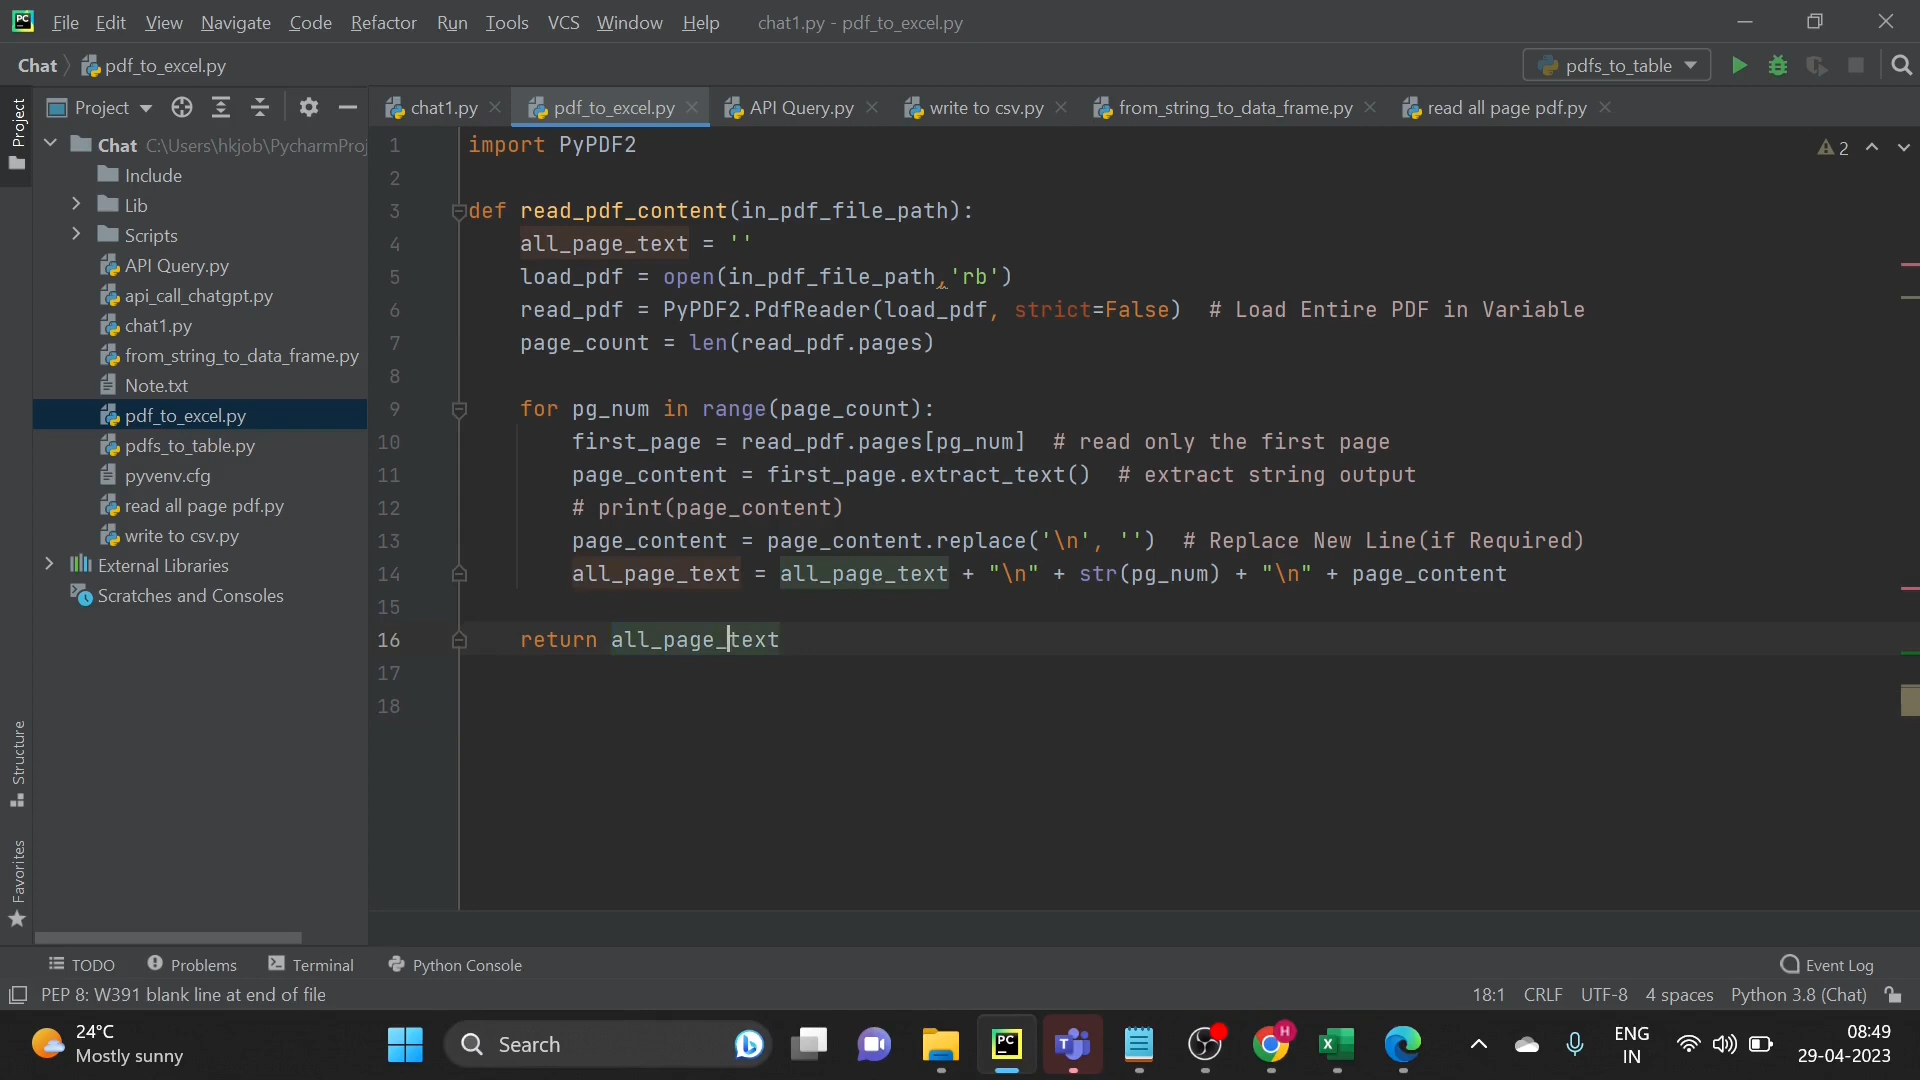 PC File Edit View Navigate Code Refactor Run Tools VCS Window Help chat1.py - pdf_to_excel.py
Chat pdf_to_excel.py pdfs_to_table
Project chat1.py pdf_to_excel.py API Query.py write to csv.py from_string_to_data_frame.py read all page pdf.py
Project
Chat C:\Users\hkjob\PycharmProj
Include
Lib
Scripts
API Query.py
api_call_chatgpt.py
chat1.py
from_string_to_data_frame.py
Note.txt
pdf_to_excel.py
pdfs_to_table.py
pyvenv.cfg
read all page pdf.py
write to csv.py
External Libraries
Scratches and Consoles
Structure
Favorites
2
1 import PyPDF2
2
3 def read_pdf_content(in_pdf_file_path):
4 all_page_text = ''
5 load_pdf = open(in_pdf_file_path,'rb')
6 read_pdf = PyPDF2.PdfReader(load_pdf, strict=False) # Load Entire PDF in Variable
7 page_count = len(read_pdf.pages)
8
9 for pg_num in range(page_count):
10 first_page = read_pdf.pages[pg_num] # read only the first page
11 page_content = first_page.extract_text() # extract string output
12 # print(page_content)
13 page_content = page_content.replace('\n', '') # Replace New Line(if Required)
14 all_page_text = all_page_text + "\n" + str(pg_num) + "\n" + page_content
15
16 return all_page_text
17
18
TODO Problems Terminal Python Console Event Log
PEP 8: W391 blank line at end of file 18:1 CRLF UTF-8 4 spaces Python 3.8 (Chat)
24°C
Mostly sunny
Search
PC
H
ENG
IN
08:49
29-04-2023